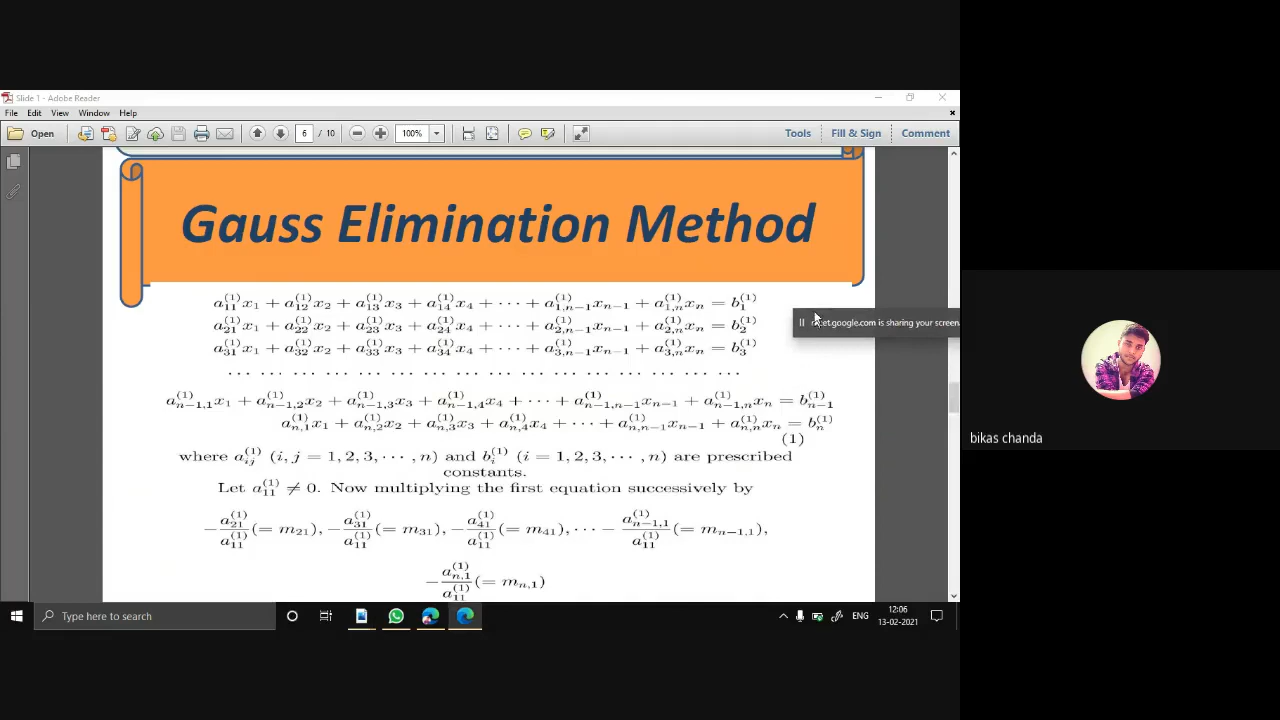 Slide 1 - Adobe Reader
File Edit View Window Help
Open 6 / 10 100% Tools Fill & Sign Comment
Gauss Elimination Method
a_{11}^{(1)}x_1 + a_{12}^{(1)}x_2 + a_{13}^{(1)}x_3 + a_{14}^{(1)}x_4 + ⋯ + a_{1,n-1}^{(1)}x_{n-1} + a_{1,n}^{(1)}x_n = b_1^{(1)}
a_{21}^{(1)}x_1 + a_{22}^{(1)}x_2 + a_{23}^{(1)}x_3 + a_{24}^{(1)}x_4 + ⋯ + a_{2,n-1}^{(1)}x_{n-1} + a_{2,n}^{(1)}x_n = b_2^{(1)}
meet.google.com is sharing your screen.
a_{31}^{(1)}x_1 + a_{32}^{(1)}x_2 + a_{33}^{(1)}x_3 + a_{34}^{(1)}x_4 + ⋯ + a_{3,n-1}^{(1)}x_{n-1} + a_{3,n}^{(1)}x_n = b_3^{(1)}
⋯ ⋯ ⋯ ⋯ ⋯ ⋯ ⋯ ⋯ ⋯ ⋯ ⋯ ⋯ ⋯ ⋯ ⋯ ⋯ ⋯ ⋯ ⋯ ⋯
a_{n-1,1}^{(1)}x_1 + a_{n-1,2}^{(1)}x_2 + a_{n-1,3}^{(1)}x_3 + a_{n-1,4}^{(1)}x_4 + ⋯ + a_{n-1,n-1}^{(1)}x_{n-1} + a_{n-1,n}^{(1)}x_n = b_{n-1}^{(1)}
a_{n,1}^{(1)}x_1 + a_{n,2}^{(1)}x_2 + a_{n,3}^{(1)}x_3 + a_{n,4}^{(1)}x_4 + ⋯ + a_{n,n-1}^{(1)}x_{n-1} + a_{n,n}^{(1)}x_n = b_n^{(1)}
(1)
where a_{ij}^{(1)} (i, j = 1, 2, 3, ⋯, n) and b_i^{(1)} (i = 1, 2, 3, ⋯, n) are prescribed
constants.
Let a_{11}^{(1)} ≠ 0. Now multiplying the first equation successively by
−a_{21}^{(1)}/a_{11}^{(1)}(= m_{21}), −a_{31}^{(1)}/a_{11}^{(1)}(= m_{31}), −a_{41}^{(1)}/a_{11}^{(1)}(= m_{41}), ⋯ −a_{n-1,1}^{(1)}/a_{11}^{(1)}(= m_{n-1,1}),
−a_{n,1}^{(1)}/a_{11}^{(1)}(= m_{n,1})
bikas chanda
Type here to search
ENG
12:06
13-02-2021